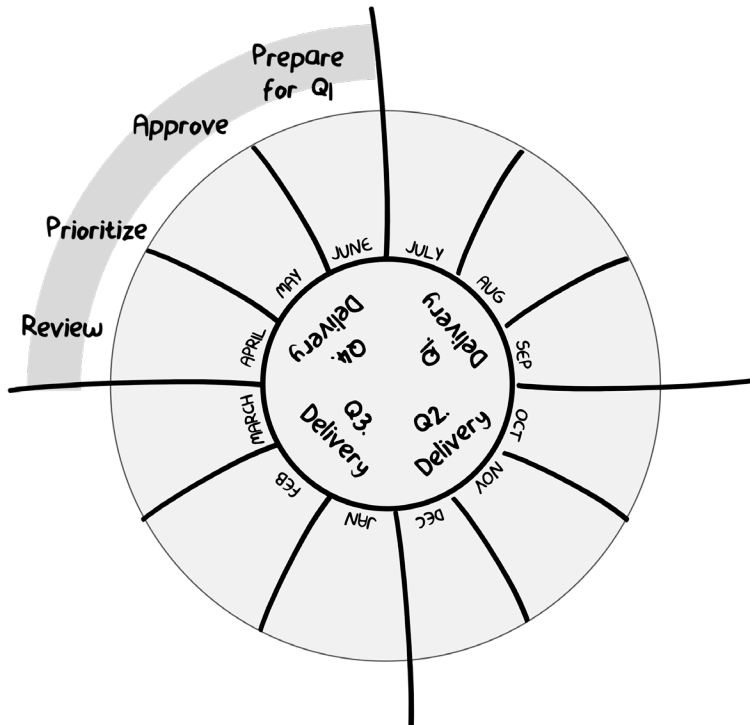 Prepare
for Q1
Approve
Prioritize
Review
JULY
AUG
SEP
OCT
NOV
DEC
JAN
FEB
MARCH
APRIL
MAY
JUNE
Q1.
Delivery
Q2.
Delivery
Q3.
Delivery
Q4.
Delivery